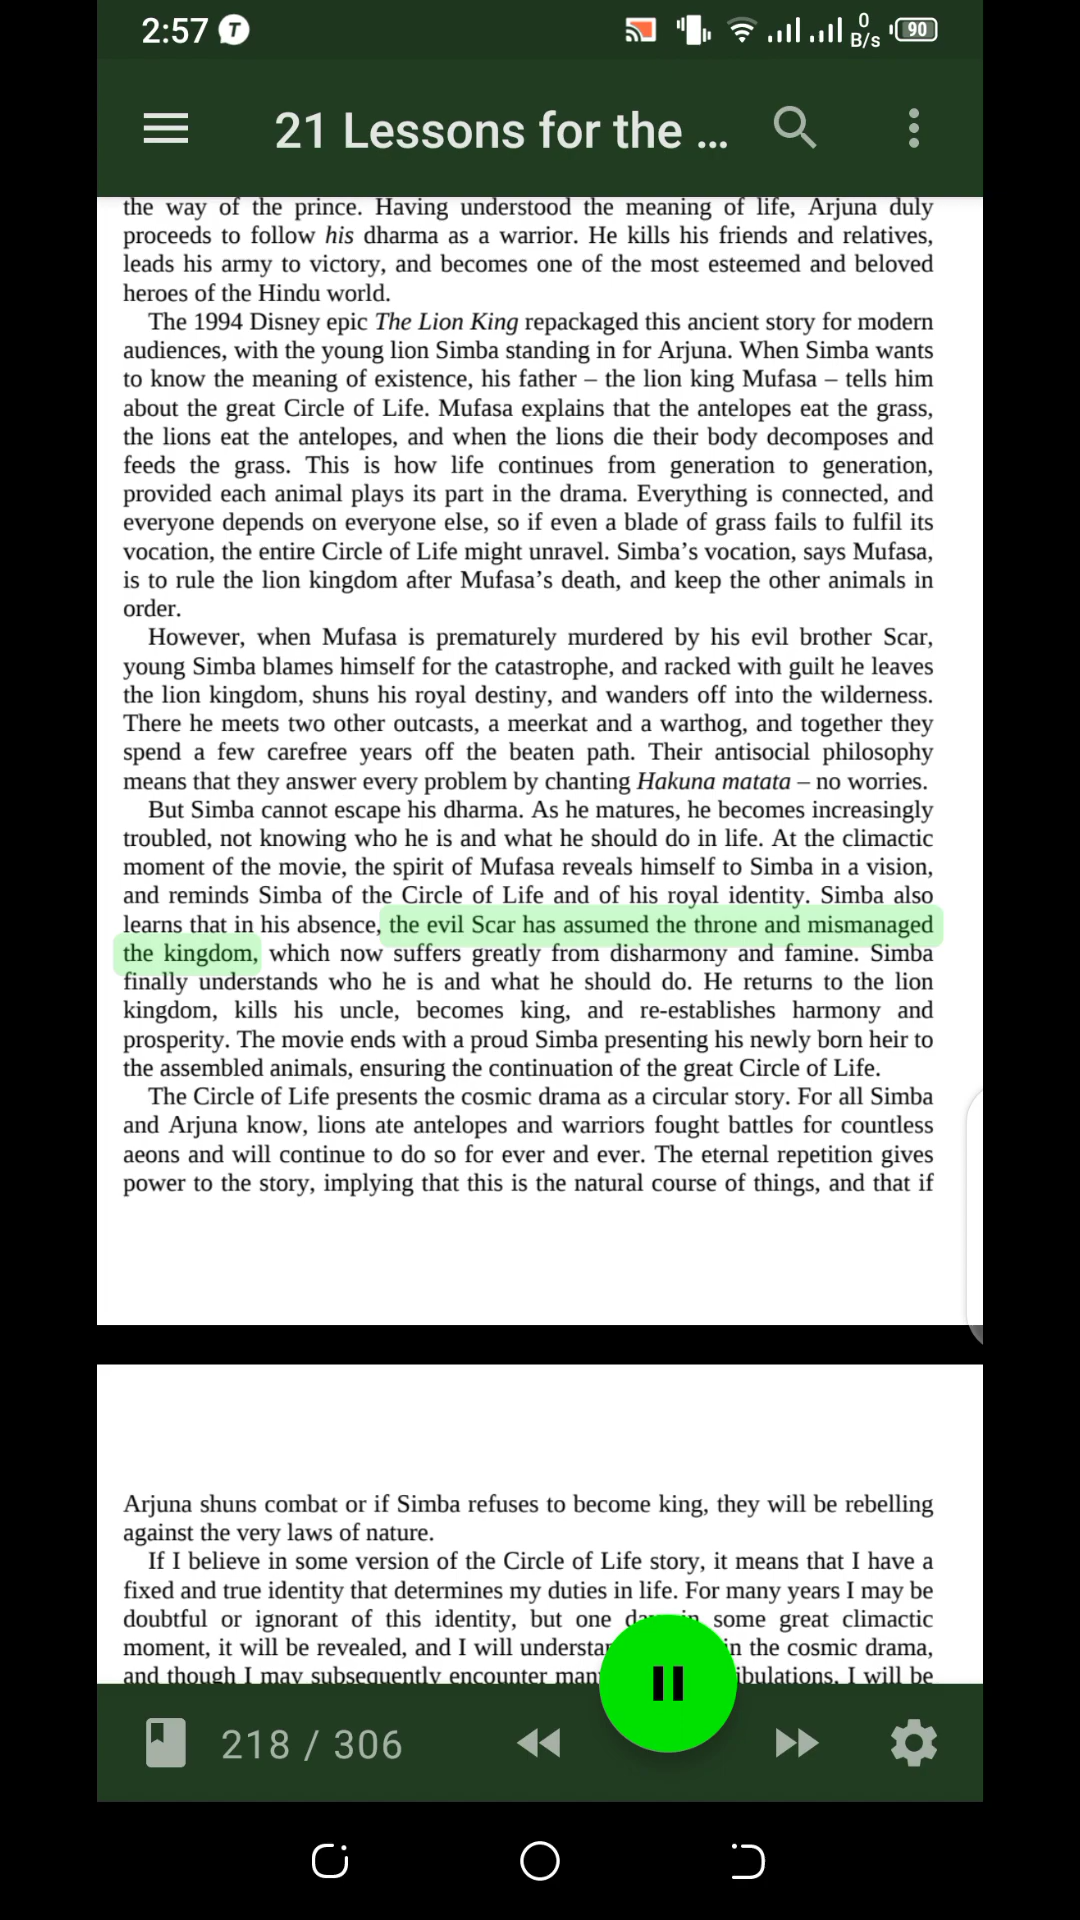 2:57 T 0 B/s 90
21 Lessons for the ...
the way of the prince. Having understood the meaning of life, Arjuna duly
proceeds to follow his dharma as a warrior. He kills his friends and relatives,
leads his army to victory, and becomes one of the most esteemed and beloved
heroes of the Hindu world.
The 1994 Disney epic The Lion King repackaged this ancient story for modern
audiences, with the young lion Simba standing in for Arjuna. When Simba wants
to know the meaning of existence, his father – the lion king Mufasa – tells him
about the great Circle of Life. Mufasa explains that the antelopes eat the grass,
the lions eat the antelopes, and when the lions die their body decomposes and
feeds the grass. This is how life continues from generation to generation,
provided each animal plays its part in the drama. Everything is connected, and
everyone depends on everyone else, so if even a blade of grass fails to fulfil its
vocation, the entire Circle of Life might unravel. Simba’s vocation, says Mufasa,
is to rule the lion kingdom after Mufasa’s death, and keep the other animals in
order.
However, when Mufasa is prematurely murdered by his evil brother Scar,
young Simba blames himself for the catastrophe, and racked with guilt he leaves
the lion kingdom, shuns his royal destiny, and wanders off into the wilderness.
There he meets two other outcasts, a meerkat and a warthog, and together they
spend a few carefree years off the beaten path. Their antisocial philosophy
means that they answer every problem by chanting Hakuna matata – no worries.
But Simba cannot escape his dharma. As he matures, he becomes increasingly
troubled, not knowing who he is and what he should do in life. At the climactic
moment of the movie, the spirit of Mufasa reveals himself to Simba in a vision,
and reminds Simba of the Circle of Life and of his royal identity. Simba also
learns that in his absence, the evil Scar has assumed the throne and mismanaged
the kingdom, which now suffers greatly from disharmony and famine. Simba
finally understands who he is and what he should do. He returns to the lion
kingdom, kills his uncle, becomes king, and re-establishes harmony and
prosperity. The movie ends with a proud Simba presenting his newly born heir to
the assembled animals, ensuring the continuation of the great Circle of Life.
The Circle of Life presents the cosmic drama as a circular story. For all Simba
and Arjuna know, lions ate antelopes and warriors fought battles for countless
aeons and will continue to do so for ever and ever. The eternal repetition gives
power to the story, implying that this is the natural course of things, and that if
Arjuna shuns combat or if Simba refuses to become king, they will be rebelling
against the very laws of nature.
If I believe in some version of the Circle of Life story, it means that I have a
fixed and true identity that determines my duties in life. For many years I may be
doubtful or ignorant of this identity, but one day in some great climactic
moment, it will be revealed, and I will in the cosmic drama,
and though I may subsequently encounter I will be
218 / 306